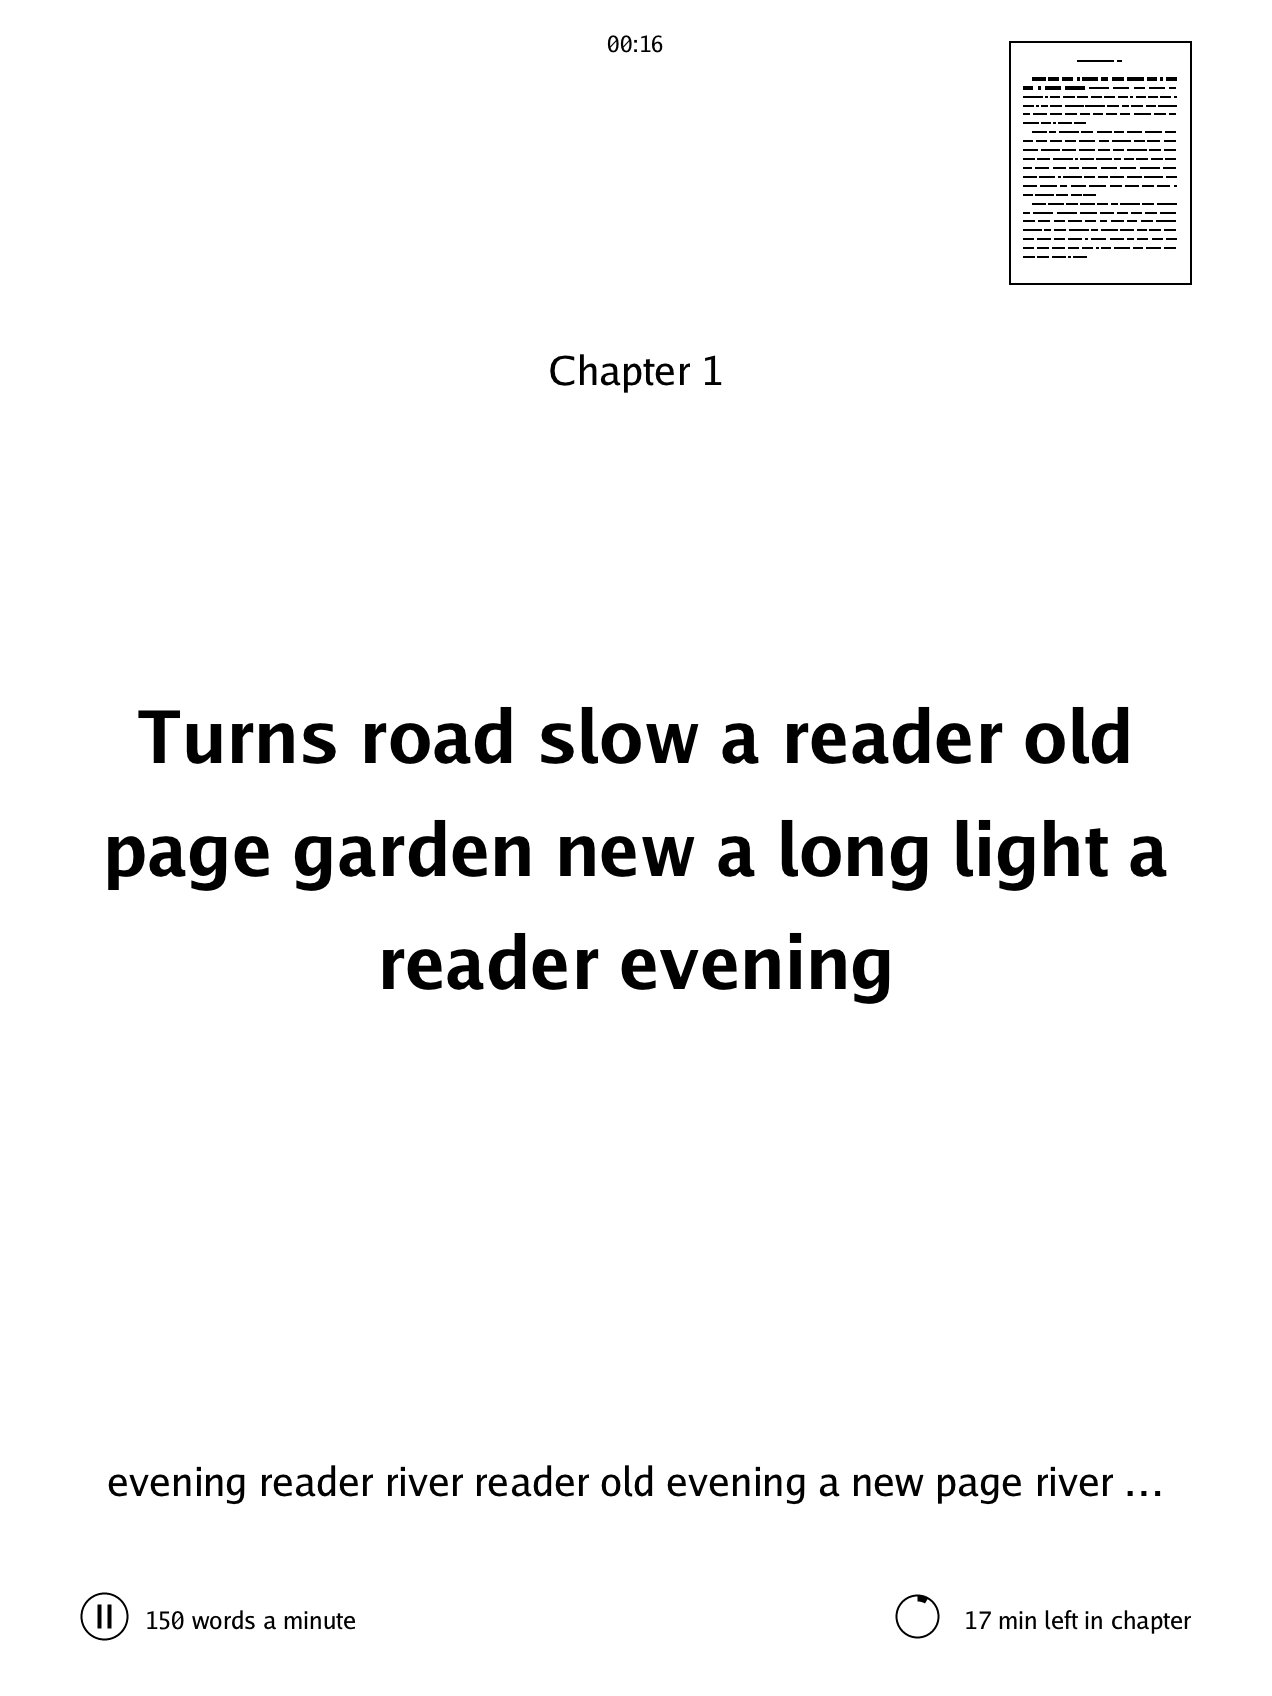 00:16
Chapter 1
Turns road slow a reader old
page garden new a long light a
reader evening
evening reader river reader old evening a new page river …
150 words a minute
17 min left in chapter